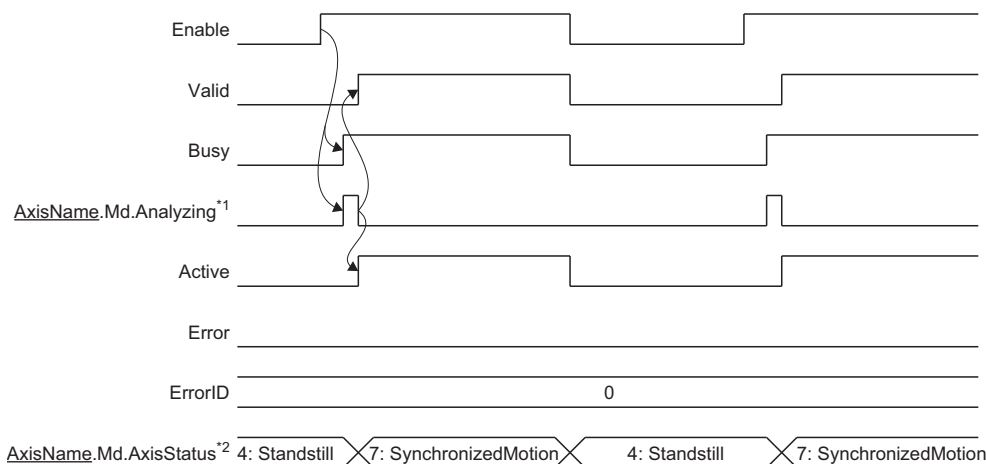 Enable
Valid
Busy
AxisName.Md.Analyzing*1
Active
Error
ErrorID
0
AxisName.Md.AxisStatus*2 4: Standstill 7: SynchronizedMotion 4: Standstill 7: SynchronizedMotion